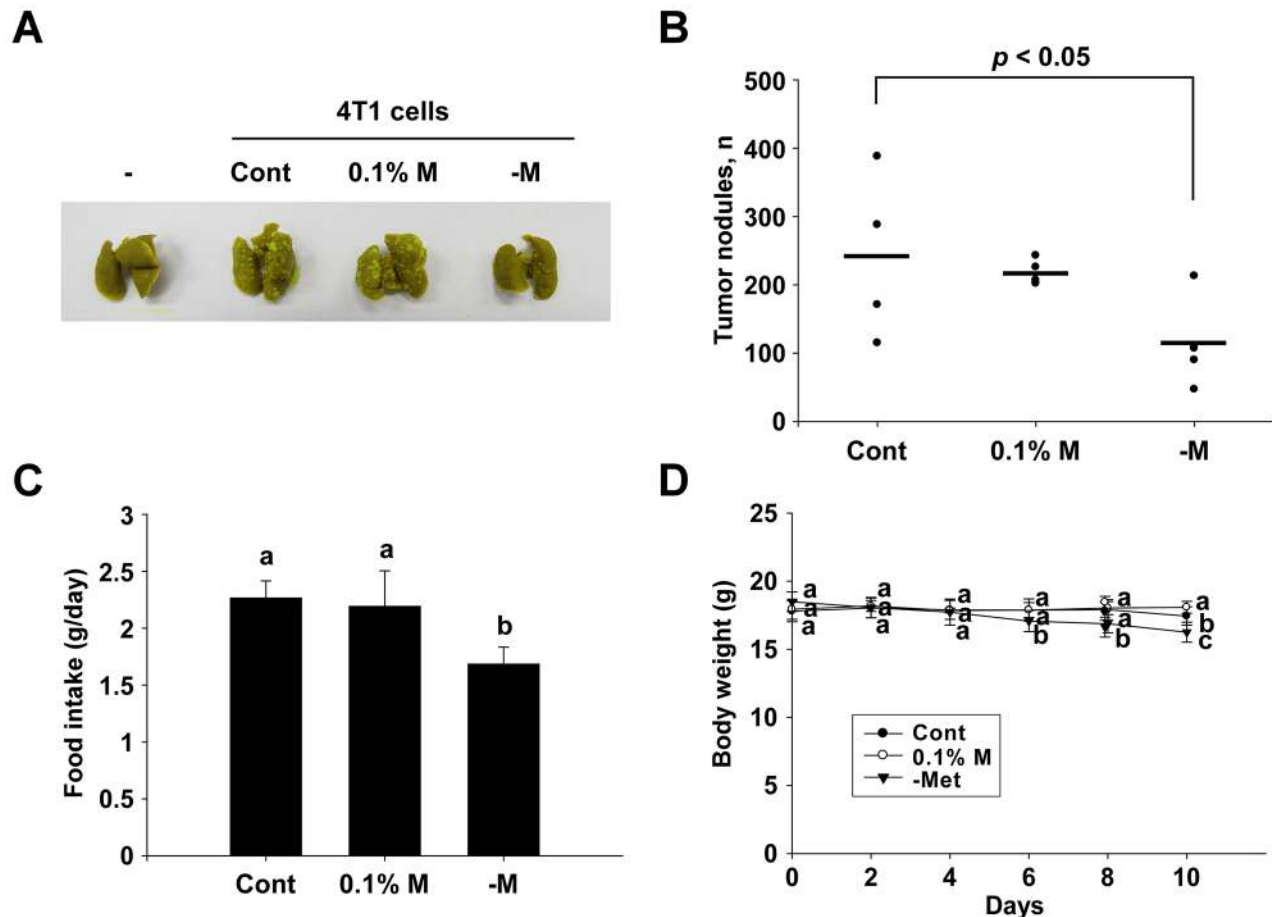 A
4T1 cells
- Cont 0.1% M -M
B
p < 0.05
Tumor nodules, n
500
400
300
200
100
0
Cont 0.1% M -M
C
Food intake (g/day)
3
2.5
2
1.5
1
0.5
0
a a b
Cont 0.1% M -M
D
Body weight (g)
25
20
15
10
5
0
a a a a a a
a a a a a b
a a a b b c
Cont
0.1% M
-Met
0 2 4 6 8 10
Days